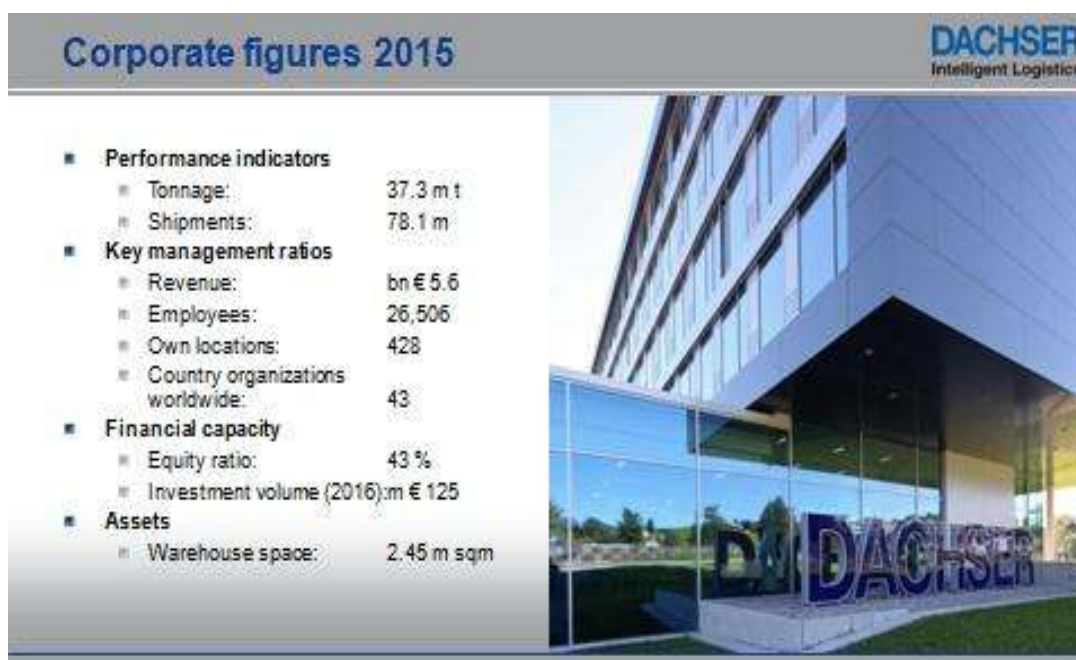 Corporate figures 2015
DACHSER
Intelligent Logistics
Performance indicators
Tonnage: 37.3 m t
Shipments: 78.1 m
Key management ratios
Revenue: bn € 5.6
Employees: 26,506
Own locations: 428
Country organizations
worldwide: 43
Financial capacity
Equity ratio: 43 %
Investment volume (2016):m € 125
Assets
Warehouse space: 2.45 m sqm
DACHSER